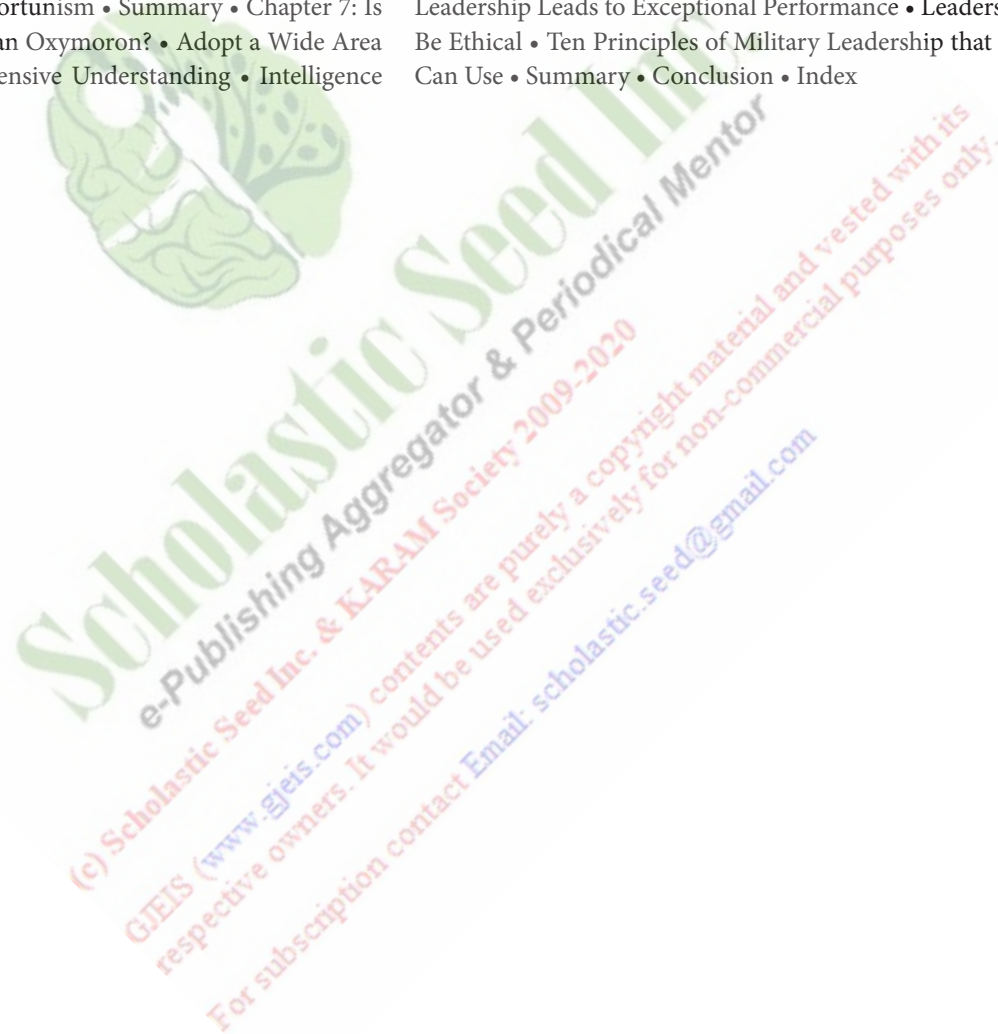 ortunism • Summary • Chapter 7: Is
an Oxymoron? • Adopt a Wide Area
ensive Understanding • Intelligence
Leadership Leads to Exceptional Performance • Leaders
Be Ethical • Ten Principles of Military Leadership that
Can Use • Summary • Conclusion • Index
Scholastic Seed Inc.
e-Publishing Aggregator & Periodical Mentor
(c) Scholastic Seed Inc. & KARAM Society 2009-2020
GJEIS (www.gjeis.com) contents are purely a copyright material and vested with its
respective owners. It would be used exclusively for non-commercial purposes only.
For subscription contact Email: scholastic.seed@gmail.com